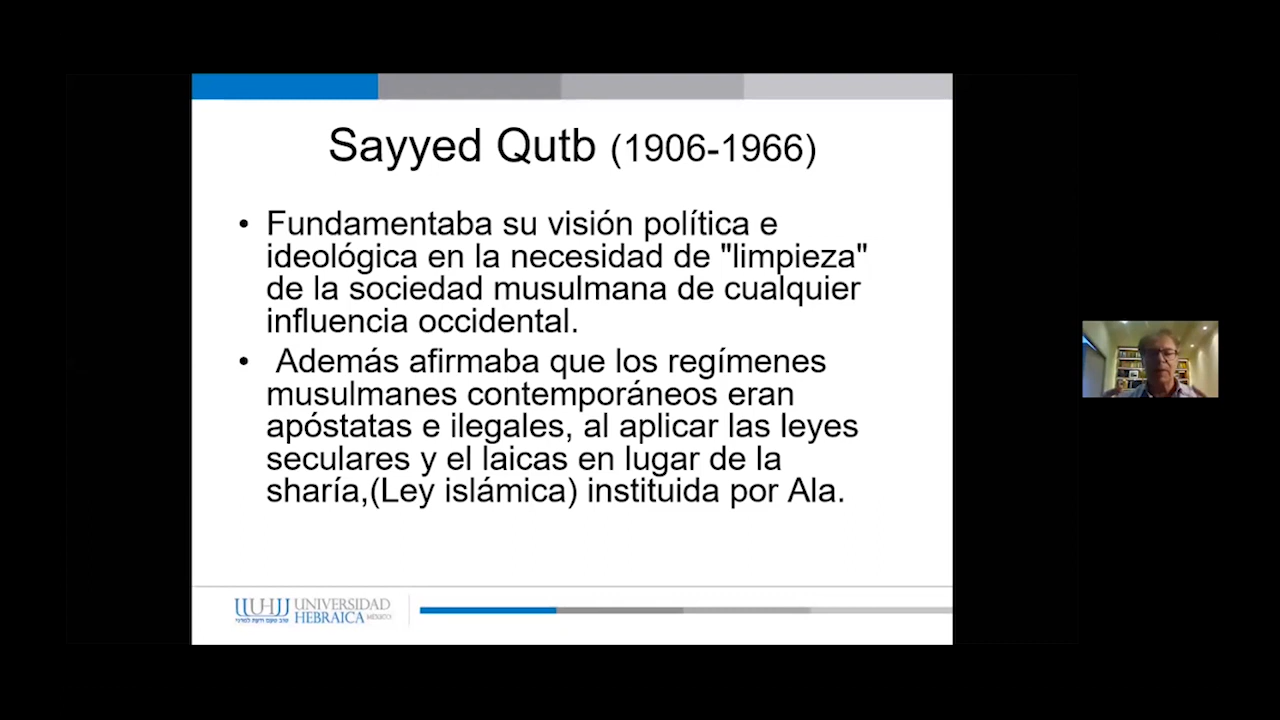 Sayyed Qutb (1906-1966)
• Fundamentaba su visión política e
ideológica en la necesidad de "limpieza"
de la sociedad musulmana de cualquier
influencia occidental.
• Además afirmaba que los regímenes
musulmanes contemporáneos eran
apóstatas e ilegales, al aplicar las leyes
seculares y el laicas en lugar de la
sharía,(Ley islámica) instituida por Ala.
UNIVERSIDAD
HEBRAICA MÉXICO